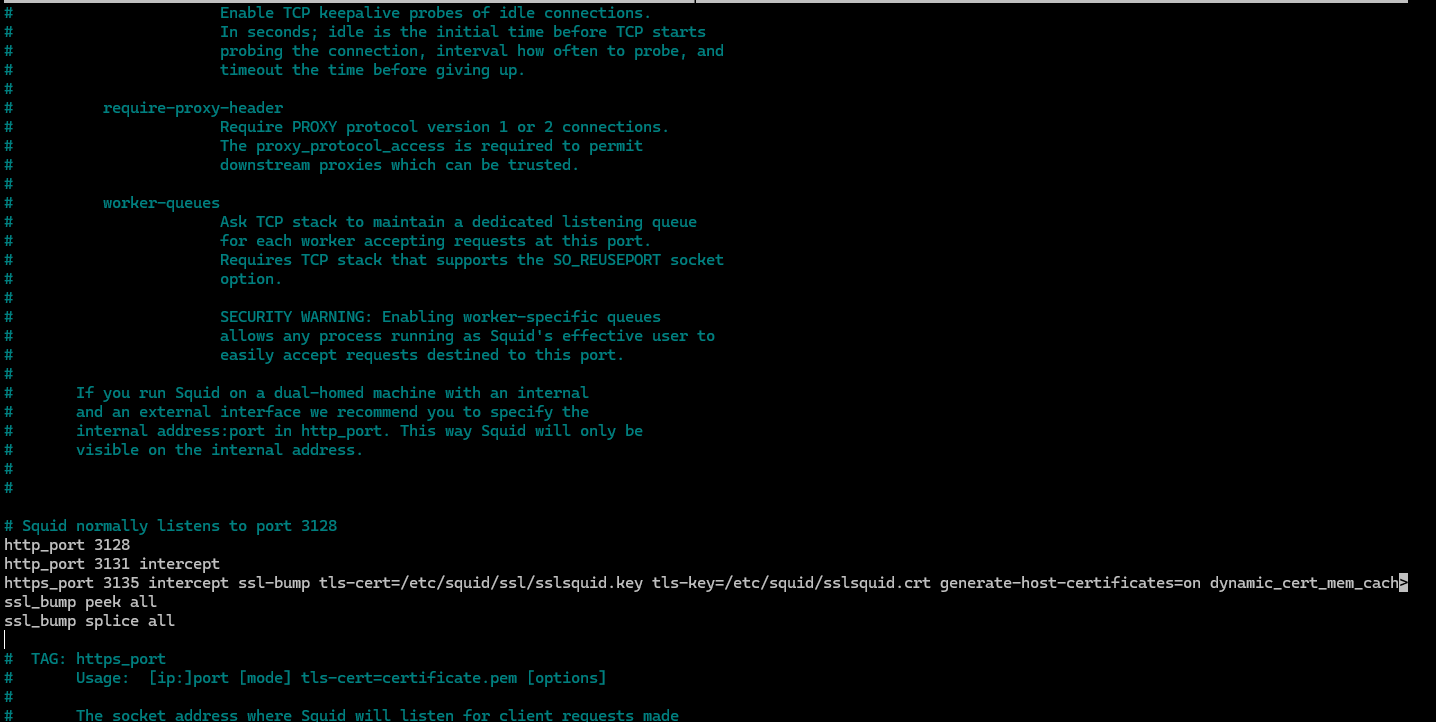 #                       Enable TCP keepalive probes of idle connections.
#                       In seconds; idle is the initial time before TCP starts
#                       probing the connection, interval how often to probe, and
#                       timeout the time before giving up.
#
#          require-proxy-header
#                       Require PROXY protocol version 1 or 2 connections.
#                       The proxy_protocol_access is required to permit
#                       downstream proxies which can be trusted.
#
#          worker-queues
#                       Ask TCP stack to maintain a dedicated listening queue
#                       for each worker accepting requests at this port.
#                       Requires TCP stack that supports the SO_REUSEPORT socket
#                       option.
#
#                       SECURITY WARNING: Enabling worker-specific queues
#                       allows any process running as Squid's effective user to
#                       easily accept requests destined to this port.
#
#       If you run Squid on a dual-homed machine with an internal
#       and an external interface we recommend you to specify the
#       internal address:port in http_port. This way Squid will only be
#       visible on the internal address.
#
#
# Squid normally listens to port 3128
http_port 3128
http_port 3131 intercept
https_port 3135 intercept ssl-bump tls-cert=/etc/squid/ssl/sslsquid.key tls-key=/etc/squid/sslsquid.crt generate-host-certificates=on dynamic_cert_mem_cach>
ssl_bump peek all
ssl_bump splice all
#  TAG: https_port
#       Usage:  [ip:]port [mode] tls-cert=certificate.pem [options]
#
#       The socket address where Squid will listen for client requests made